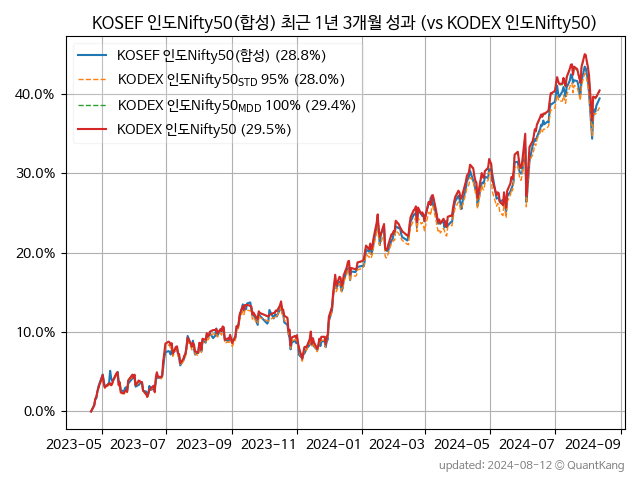 KOSEF 인도Nifty50(합성) 최근 1년 3개월 성과 (vs KODEX 인도Nifty50)
KOSEF 인도Nifty50(합성) (28.8%)
KODEX 인도Nifty50STD 95% (28.0%)
KODEX 인도Nifty50MDD 100% (29.4%)
KODEX 인도Nifty50 (29.5%)
40.0%
30.0%
20.0%
10.0%
0.0%
2023-05 2023-07 2023-09 2023-11 2024-01 2024-03 2024-05 2024-07 2024-09
updated: 2024-08-12 © QuantKang